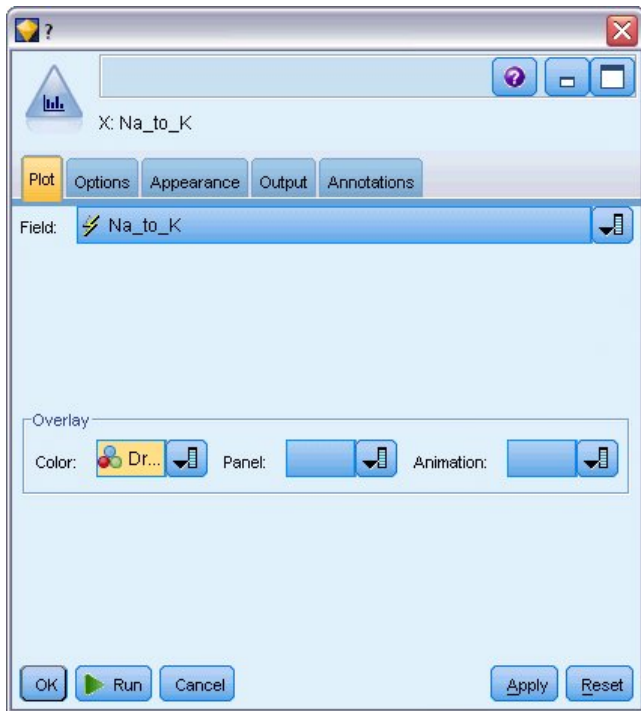 ?
X: Na_to_K
Plot Options Appearance Output Annotations
Field: Na_to_K
Overlay
Color: Dr... Panel: Animation:
OK Run Cancel Apply Reset